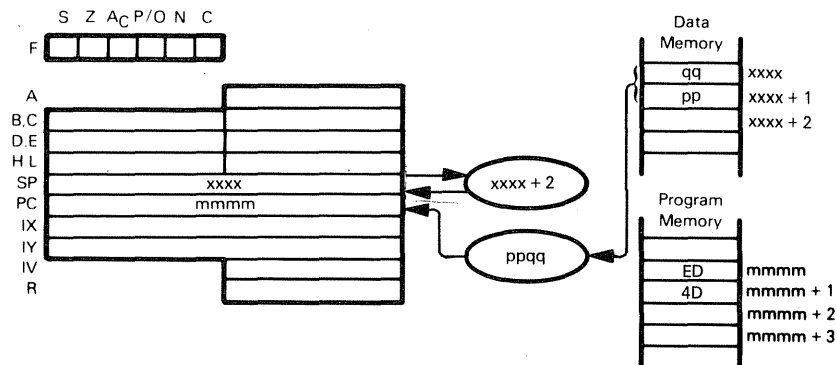 S Z AC P/O N C
F
A
B,C
D.E
H L
SP xxxx
PC mmmm
IX
IY
IV
R
xxxx + 2
ppqq
Data
Memory
qq xxxx
pp xxxx + 1
xxxx + 2
Program
Memory
ED mmmm
4D mmmm + 1
mmmm + 2
mmmm + 3